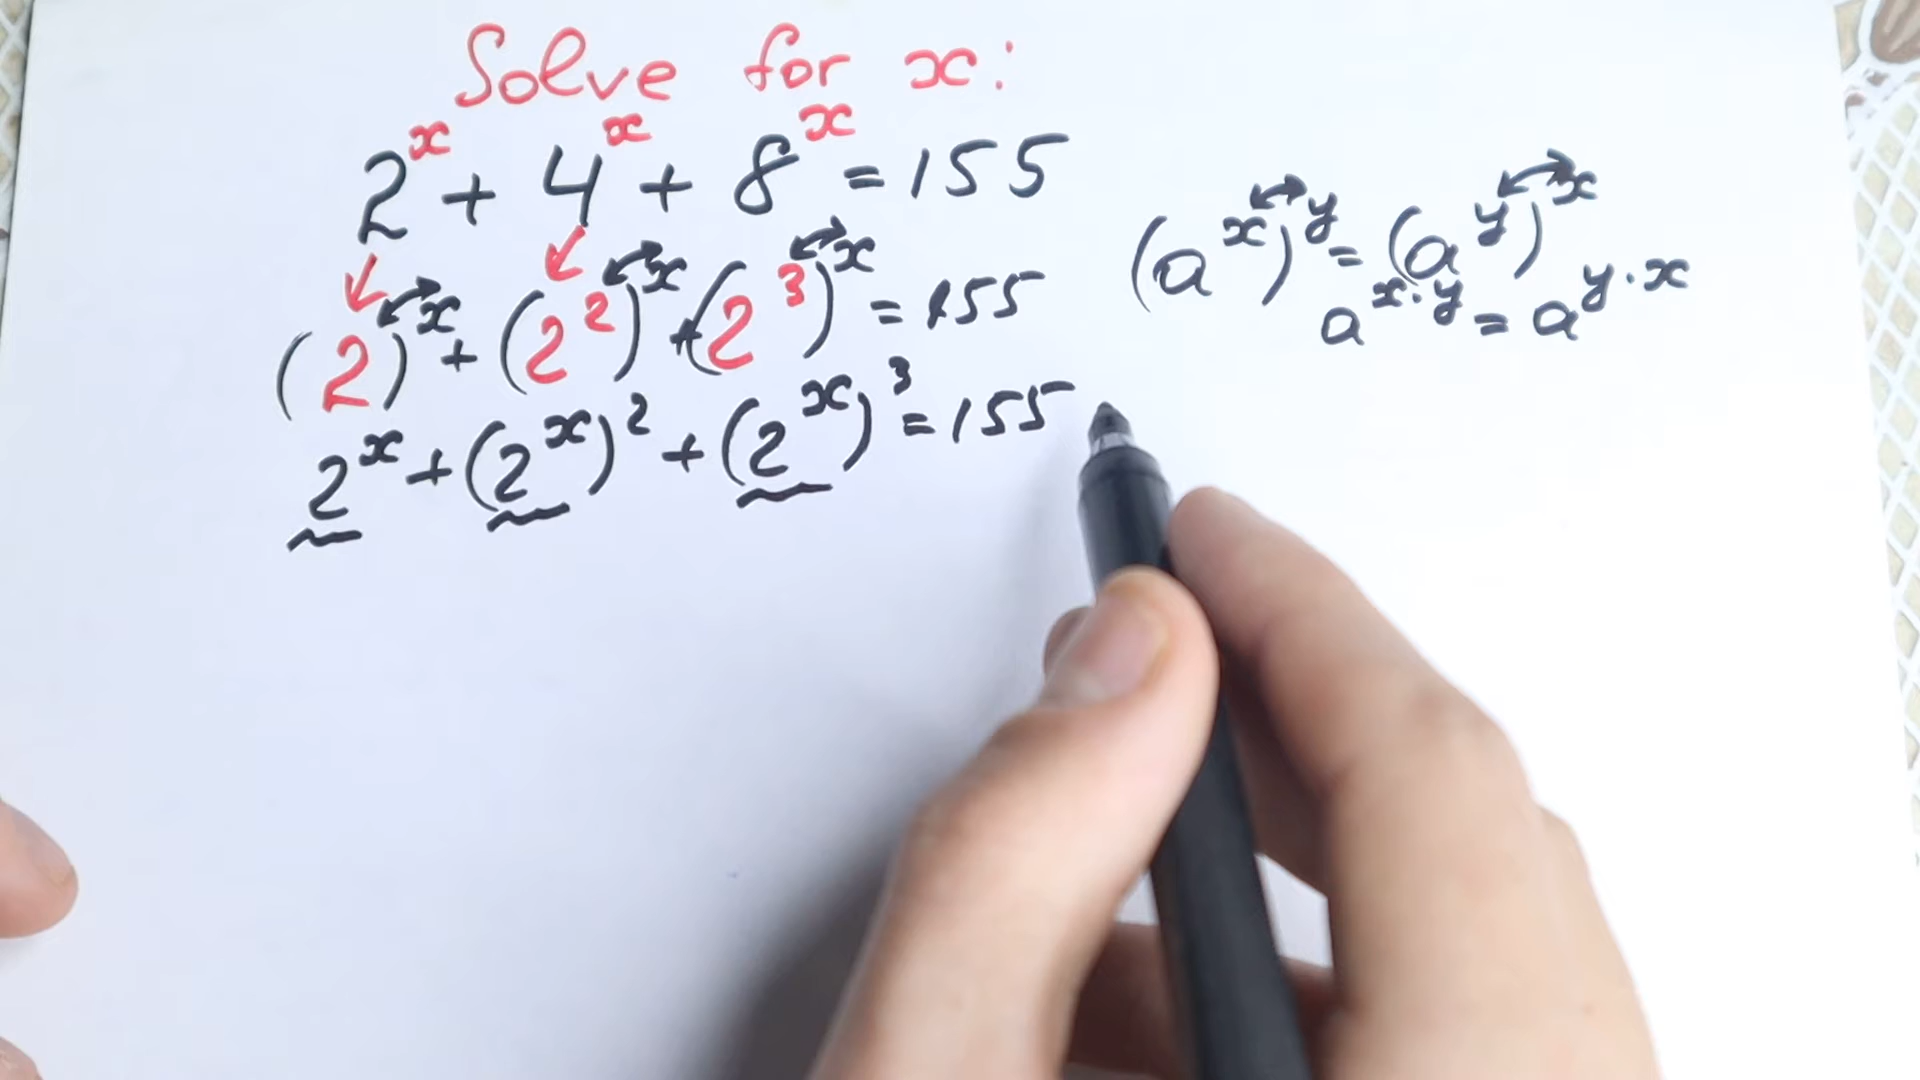 Solve for x:
2^x + 4^x + 8^x = 155
(2)^x + (2^2)^x + (2^3)^x = 155
2^x + (2^x)^2 + (2^x)^3 = 155
(a^x)^y = (a^y)^x
a^x·y = a^y·x